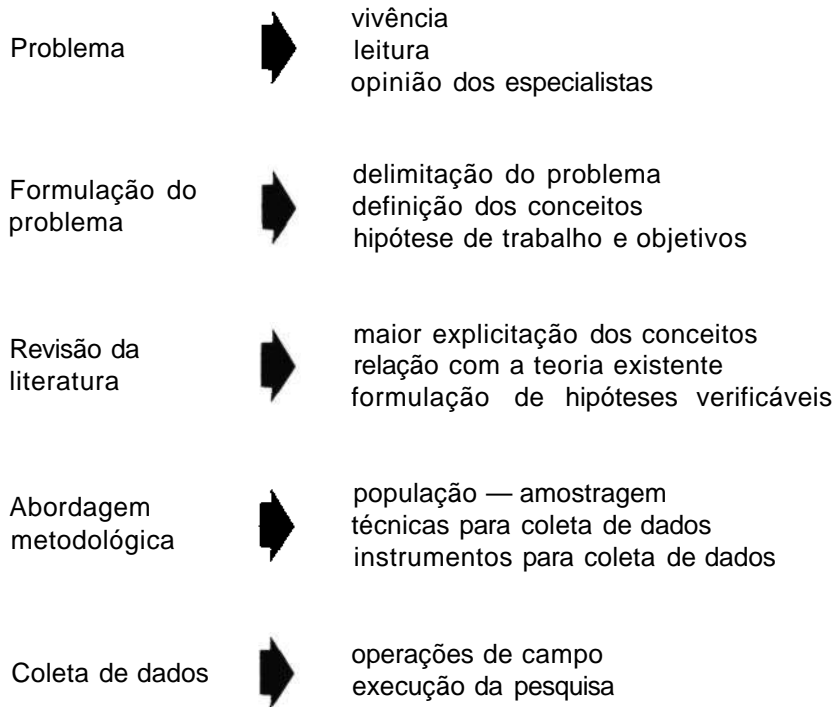 Problema
vivência
leitura
opinião dos especialistas
Formulação do
problema
delimitação do problema
definição dos conceitos
hipótese de trabalho e objetivos
Revisão da
literatura
maior explicitação dos conceitos
relação com a teoria existente
formulação de hipóteses verificáveis
Abordagem
metodológica
população — amostragem
técnicas para coleta de dados
instrumentos para coleta de dados
Coleta de dados
operações de campo
execução da pesquisa